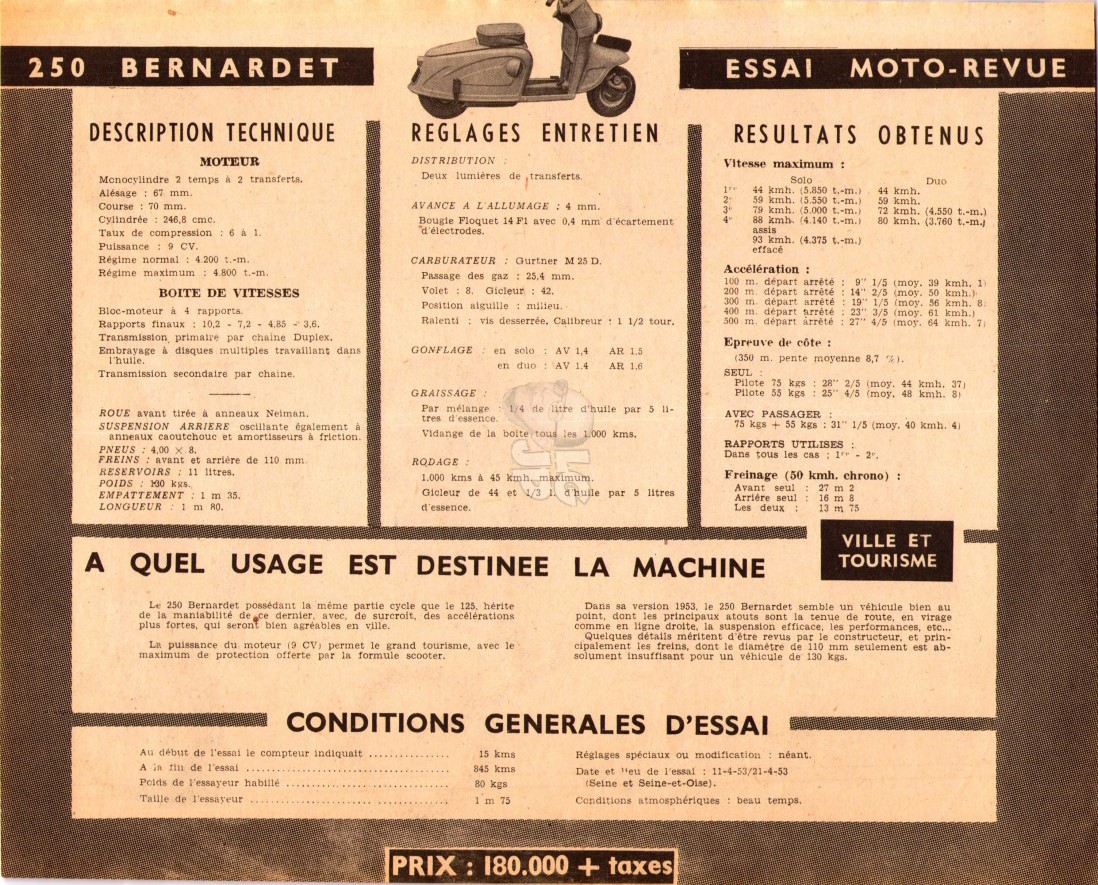 250 BERNARDET
ESSAI MOTO-REVUE
DESCRIPTION TECHNIQUE
MOTEUR
Monocylindre 2 temps à 2 transferts.
Alésage : 67 mm.
Course : 70 mm.
Cylindrée : 246,8 cmc.
Taux de compression : 6 à 1.
Puissance : 9 CV.
Régime normal : 4.200 t.-m.
Régime maximum : 4.800 t.-m.
BOITE DE VITESSES
Bloc-moteur à 4 rapports.
Rapports finaux : 10,2 - 7,2 - 4,85 - 3,6.
Transmission primaire par chaîne Duplex.
Embrayage à disques multiples travaillant dans
l'huile.
Transmission secondaire par chaîne.
ROUE avant tirée à anneaux Neiman.
SUSPENSION ARRIERE oscillante également à
anneaux caoutchouc et amortisseurs à friction.
PNEUS : 4,00 × 8.
FREINS : avant et arrière de 110 mm.
RESERVOIRS : 11 litres.
POIDS : 130 kgs.
EMPATTEMENT : 1 m 35.
LONGUEUR : 1 m 80.
REGLAGES ENTRETIEN
DISTRIBUTION :
Deux lumières de transferts.
AVANCE A L'ALLUMAGE : 4 mm.
Bougie Floquet 14 F1 avec 0,4 mm d'écartement
d'électrodes.
CARBURATEUR : Gurtner M 25 D.
Passage des gaz : 25,4 mm.
Volet : 8. Gicleur : 42.
Position aiguille : milieu.
Ralenti : vis desserrée. Calibreur : 1 1/2 tour.
GONFLAGE : en solo : AV 1,4 AR 1,5
en duo : AV 1,4 AR 1,6
GRAISSAGE :
Par mélange : 1/4 de litre d'huile par 5 li-
tres d'essence.
Vidange de la boîte tous les 1.000 kms.
RODAGE :
1.000 kms à 45 kmh. maximum.
Gicleur de 44 et 1/3 l. d'huile par 5 litres
d'essence.
RESULTATS OBTENUS
Vitesse maximum :
Solo Duo
1re 44 kmh. (5.850 t.-m.) 44 kmh.
2e 59 kmh. (5.550 t.-m.) 59 kmh.
3e 79 kmh. (5.000 t.-m.) 72 kmh. (4.550 t.-m.)
4e 88 kmh. (4.140 t.-m.) 80 kmh. (3.760 t.-m.)
assis
93 kmh. (4.375 t.-m.)
effacé
Accélération :
100 m. départ arrêté : 9" 1/5 (moy. 39 kmh. 1)
200 m. départ arrêté : 14" 2/5 (moy. 50 kmh.)
300 m. départ arrêté : 19" 1/5 (moy. 56 kmh. 8)
400 m. départ arrêté : 23" 3/5 (moy. 61 kmh.)
500 m. départ arrêté : 27" 4/5 (moy. 64 kmh. 7)
Epreuve de côte :
(350 m. pente moyenne 8,7 %).
SEUL :
Pilote 75 kgs : 28" 2/5 (moy. 44 kmh. 37)
Pilote 55 kgs : 25" 4/5 (moy. 48 kmh. 8)
AVEC PASSAGER :
75 kgs + 55 kgs : 31" 1/5 (moy. 40 kmh. 4)
RAPPORTS UTILISES :
Dans tous les cas : 1re - 2e.
Freinage (50 kmh. chrono) :
Avant seul : 27 m 2
Arrière seul : 16 m 8
Les deux : 13 m 75
VILLE ET
TOURISME
A QUEL USAGE EST DESTINEE LA MACHINE
Le 250 Bernardet possédant la même partie cycle que le 125, hérite
de la maniabilité de ce dernier, avec, de surcroît, des accélérations
plus fortes, qui seront bien agréables en ville.
La puissance du moteur (9 CV) permet le grand tourisme, avec le
maximum de protection offerte par la formule scooter.
Dans sa version 1953, le 250 Bernardet semble un véhicule bien au
point, dont les principaux atouts sont la tenue de route, en virage
comme en ligne droite, la suspension efficace, les performances, etc...
Quelques détails méritent d'être revus par le constructeur, et prin-
cipalement les freins, dont le diamètre de 110 mm seulement est ab-
solument insuffisant pour un véhicule de 130 kgs.
CONDITIONS GENERALES D'ESSAI
Au début de l'essai le compteur indiquait .............. 15 kms
A la fin de l'essai .............. 845 kms
Poids de l'essayeur habillé .............. 80 kgs
Taille de l'essayeur .............. 1 m 75
Réglages spéciaux ou modification : néant.
Date et lieu de l'essai : 11-4-53/21-4-53
(Seine et Seine-et-Oise).
Conditions atmosphériques : beau temps.
PRIX : 180.000 + taxes